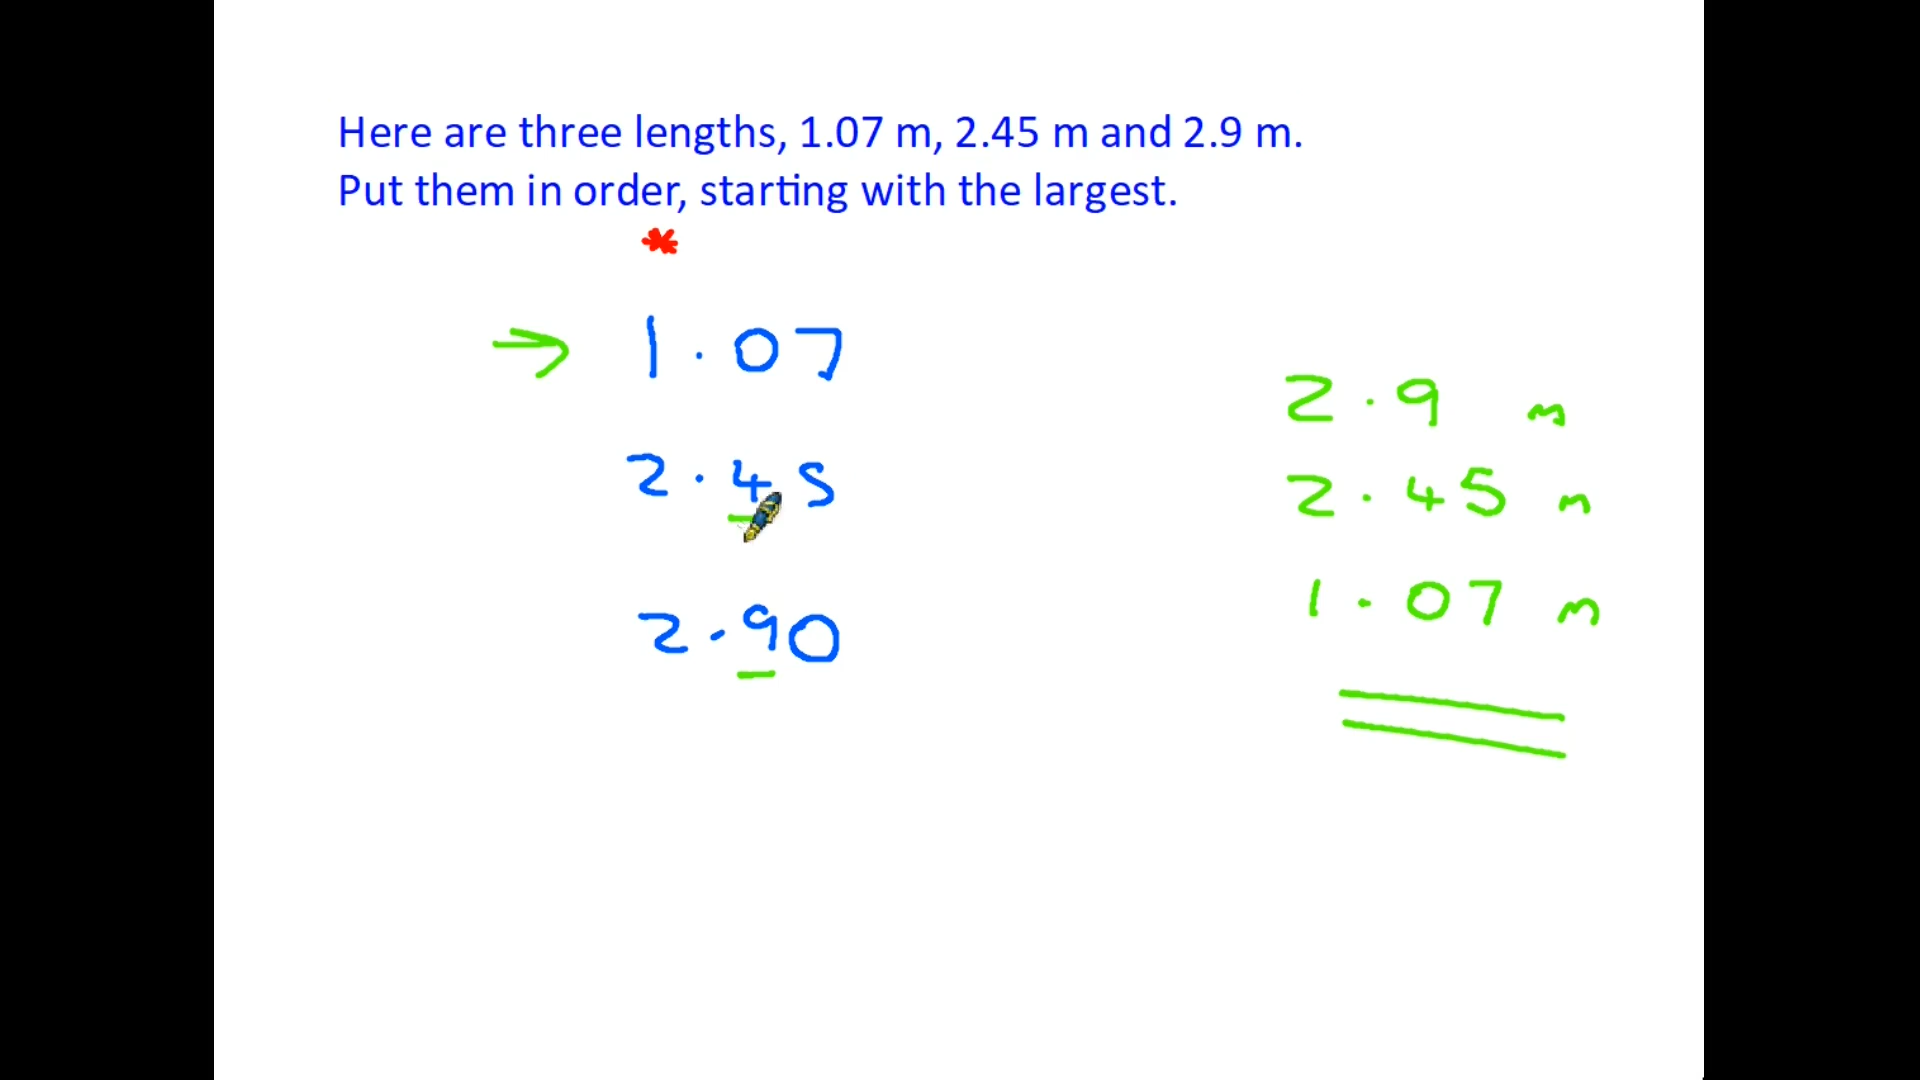 Here are three lengths, 1.07 m, 2.45 m and 2.9 m.
Put them in order, starting with the largest.
*
→ 1.07
2.45
2.90
2.9 m
2.45 m
1.07 m